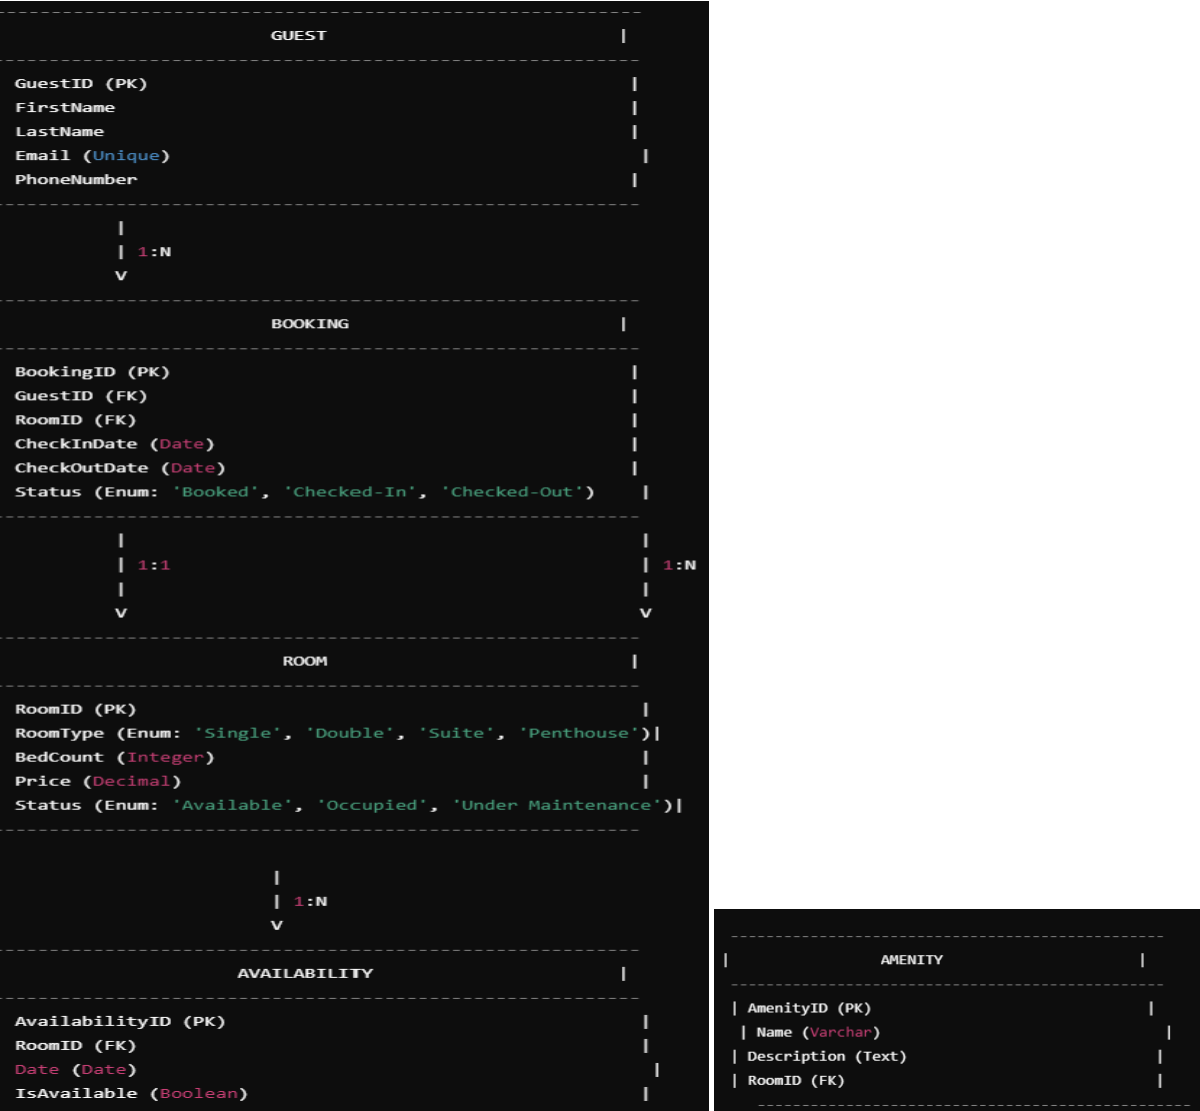 GUEST |
GuestID (PK) |
FirstName |
LastName |
Email (Unique) |
PhoneNumber |
|
| 1:N
V
BOOKING |
BookingID (PK) |
GuestID (FK) |
RoomID (FK) |
CheckInDate (Date) |
CheckOutDate (Date) |
Status (Enum: 'Booked', 'Checked-In', 'Checked-Out') |
| |
| 1:1 | 1:N
| |
V V
ROOM |
RoomID (PK) |
RoomType (Enum: 'Single', 'Double', 'Suite', 'Penthouse')|
BedCount (Integer) |
Price (Decimal) |
Status (Enum: 'Available', 'Occupied', 'Under Maintenance')|
|
| 1:N
V
AVAILABILITY |
AvailabilityID (PK) |
RoomID (FK) |
Date (Date) |
IsAvailable (Boolean) |
| AMENITY |
| AmenityID (PK) |
| Name (Varchar) |
| Description (Text) |
| RoomID (FK) |